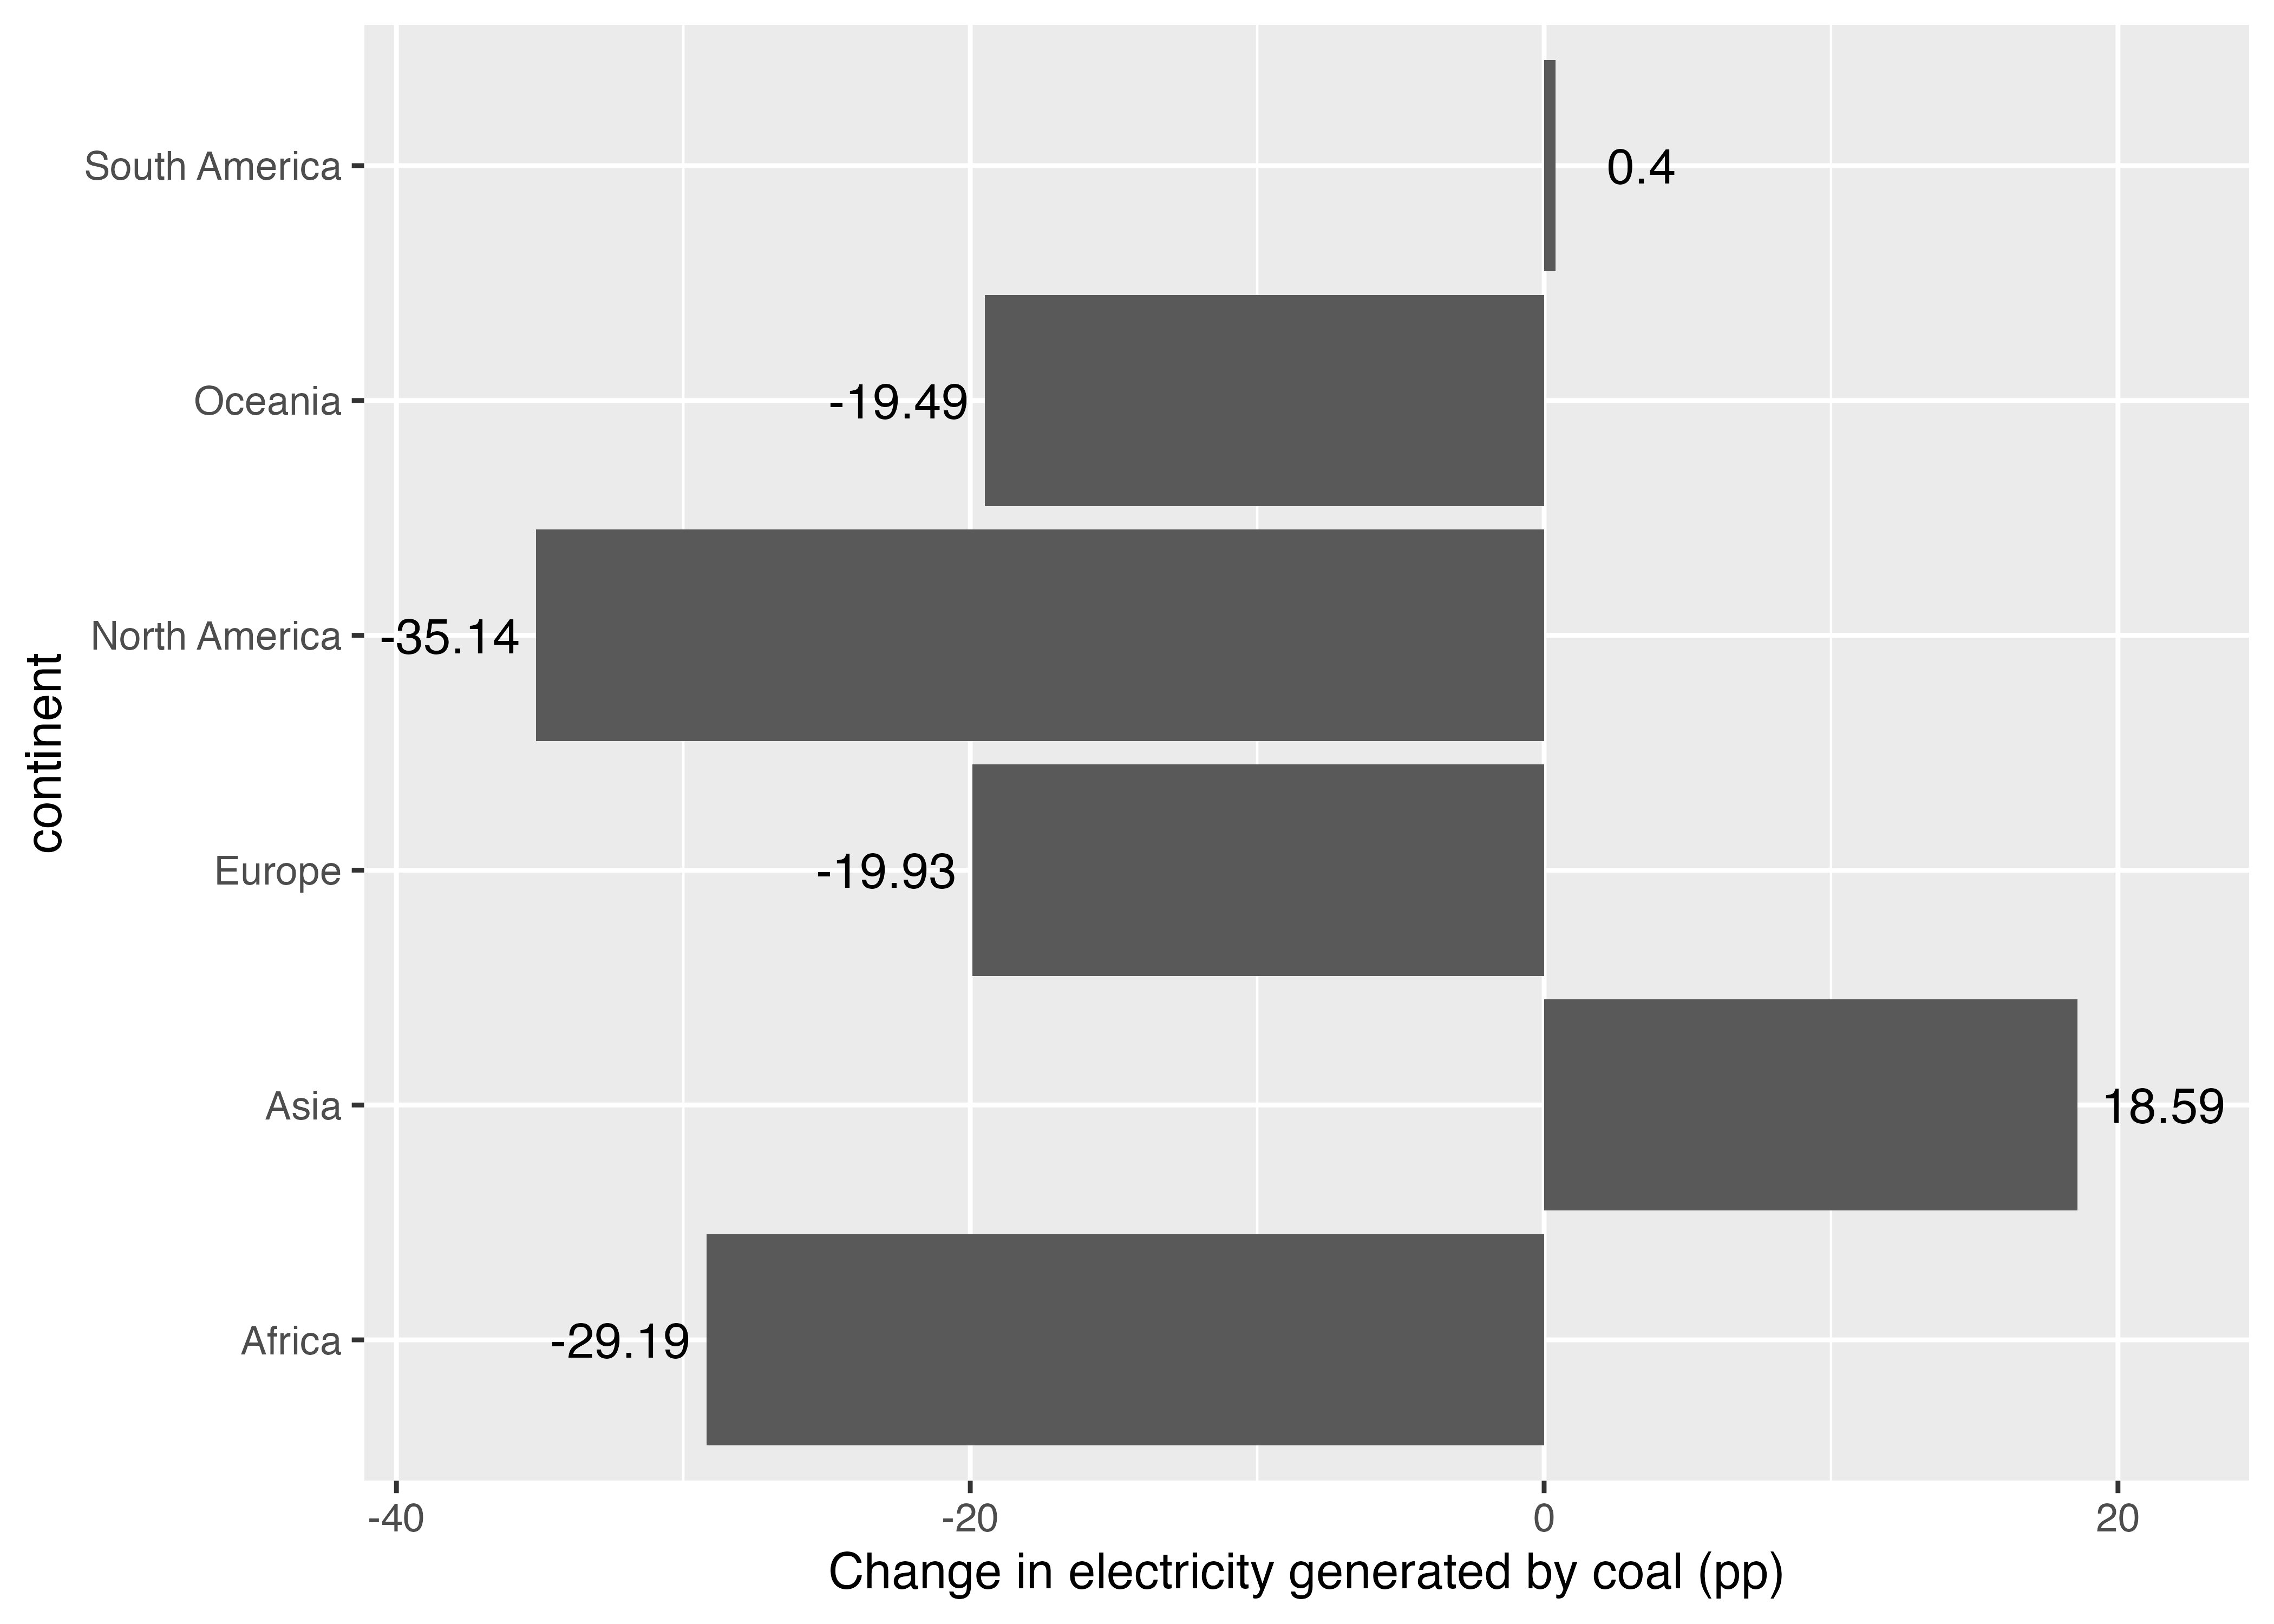 South America
0.4
Oceania
-19.49
North America
-35.14
Europe
-19.93
Asia
18.59
Africa
-29.19
continent
-40 -20 0 20
Change in electricity generated by coal (pp)